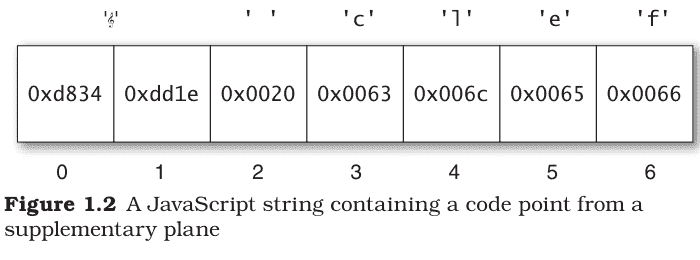 '𝄞' ' ' 'c' 'l' 'e' 'f'
0xd834 0xdd1e 0x0020 0x0063 0x006c 0x0065 0x0066
0 1 2 3 4 5 6
Figure 1.2 A JavaScript string containing a code point from a
supplementary plane